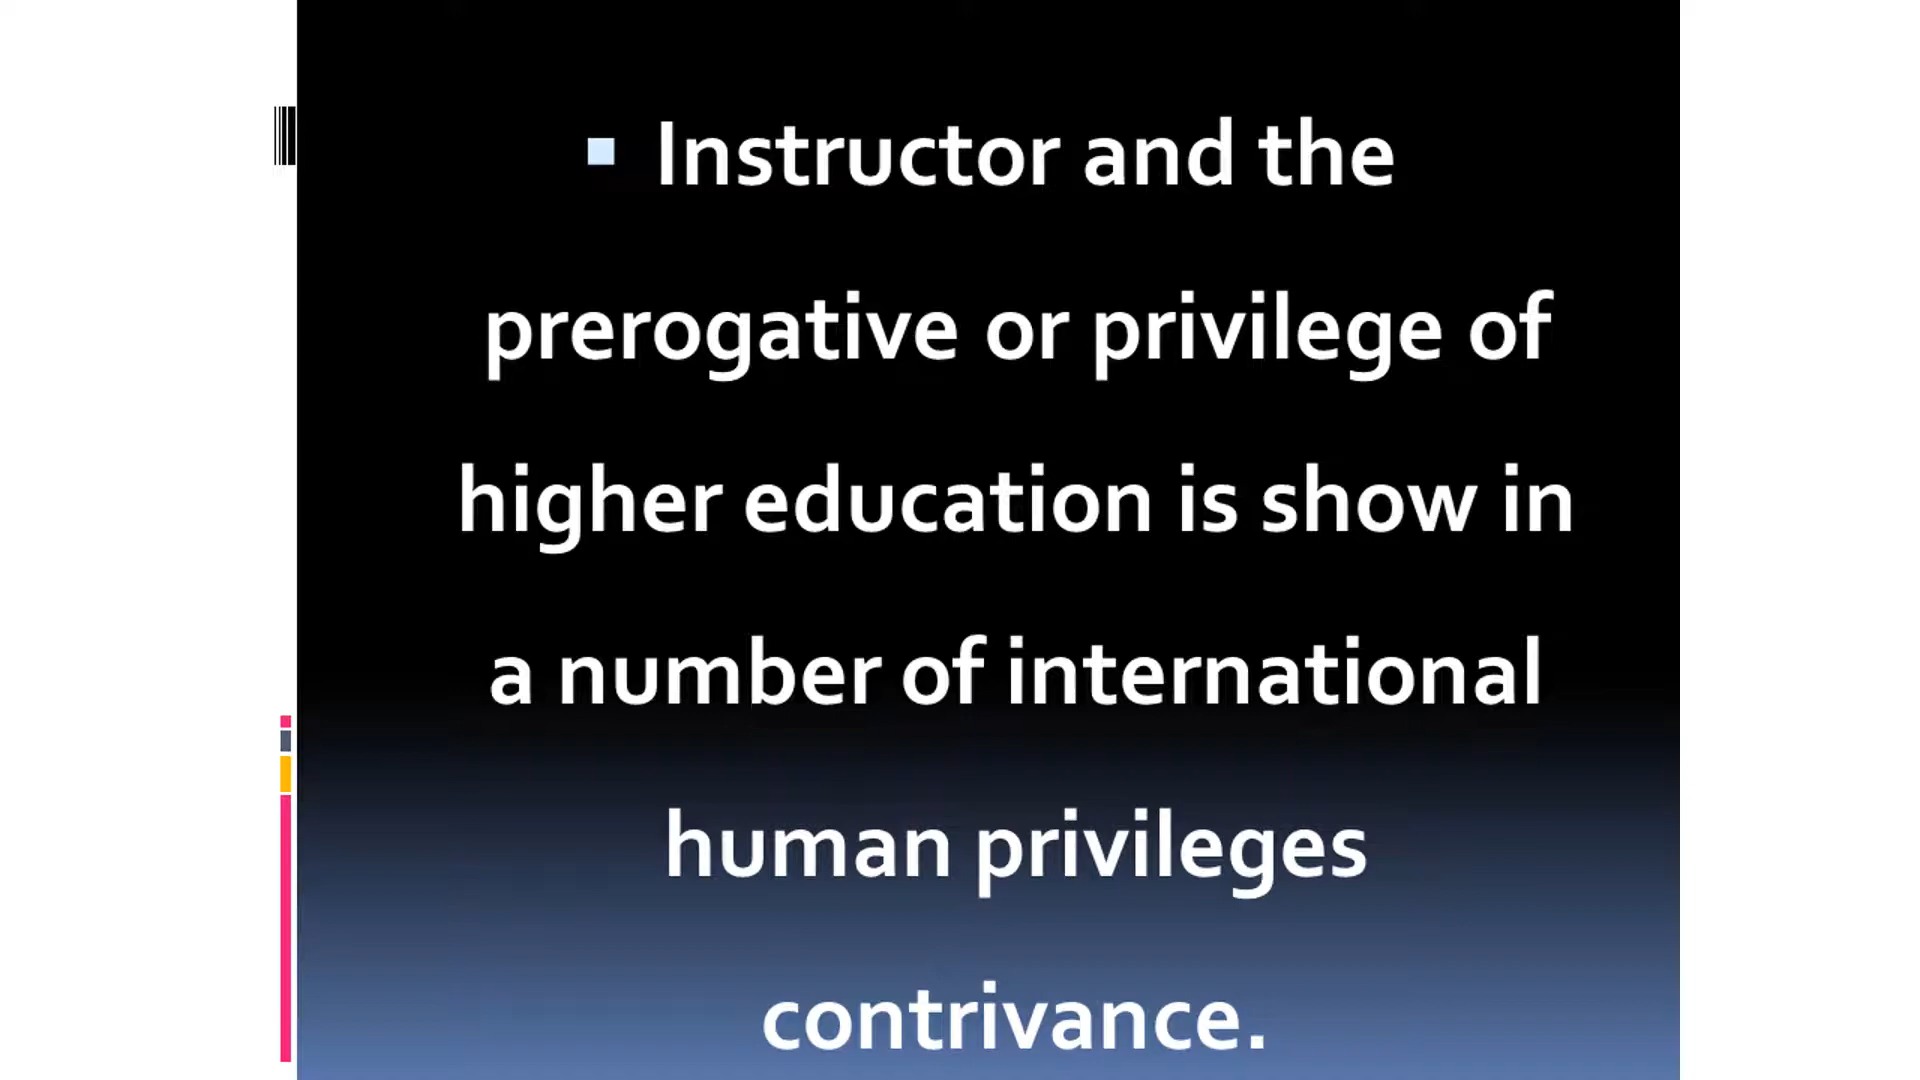 ▪ Instructor and the
prerogative or privilege of
higher education is show in
a number of international
human privileges
contrivance.